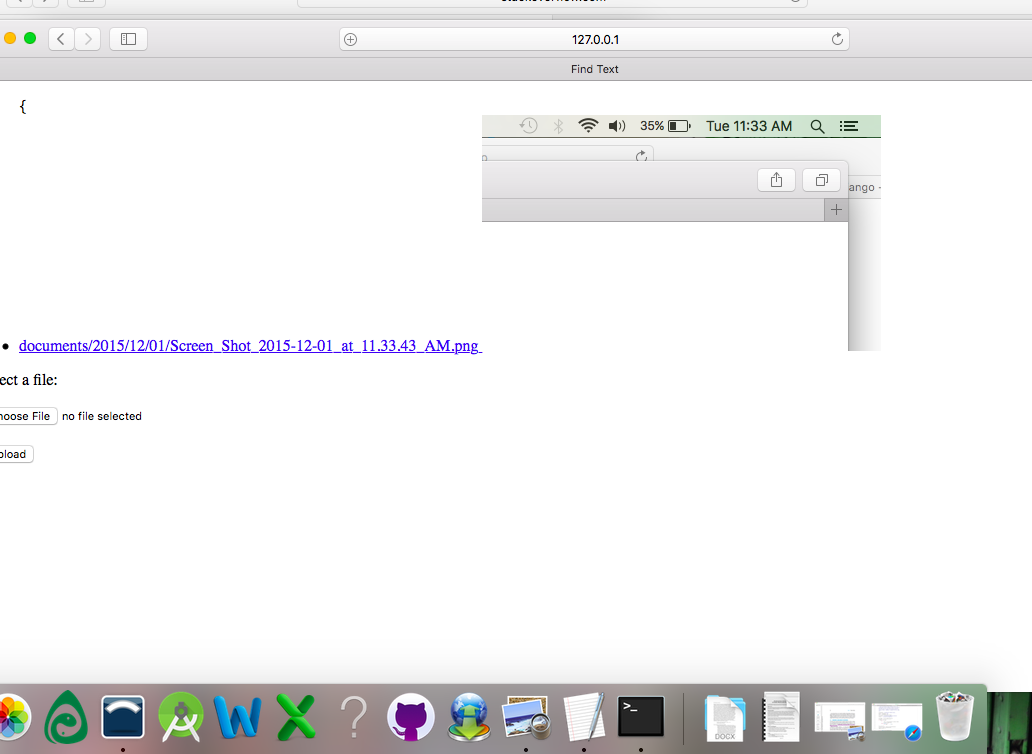 127.0.0.1
Find Text
{
35%
Tue 11:33 AM
ango -
documents/2015/12/01/Screen_Shot_2015-12-01_at_11.33.43_AM.png
ect a file:
hoose File no file selected
pload
>_
DOCX